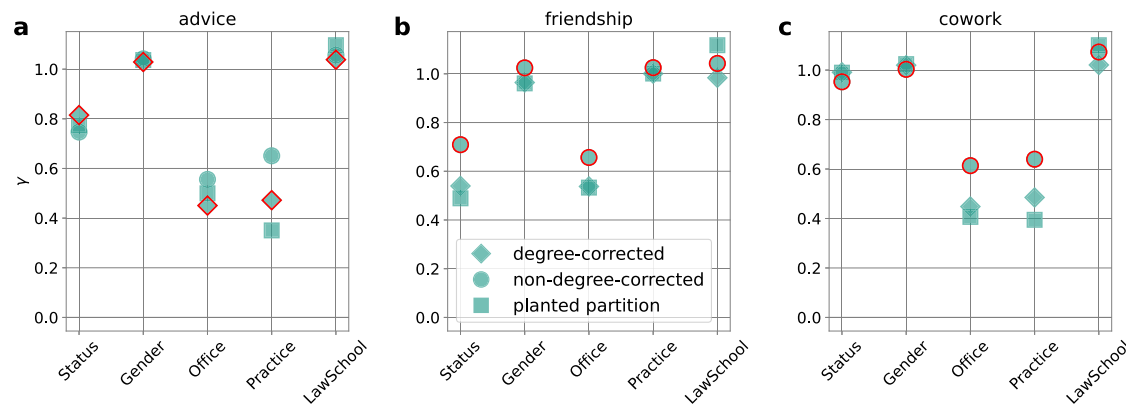 a
advice
γ
1.0
0.8
0.6
0.4
0.2
0.0
Status
Gender
Office
Practice
LawSchool
b
friendship
1.0
0.8
0.6
0.4
0.2
0.0
degree-corrected
non-degree-corrected
planted partition
Status
Gender
Office
Practice
LawSchool
c
cowork
1.0
0.8
0.6
0.4
0.2
0.0
Status
Gender
Office
Practice
LawSchool